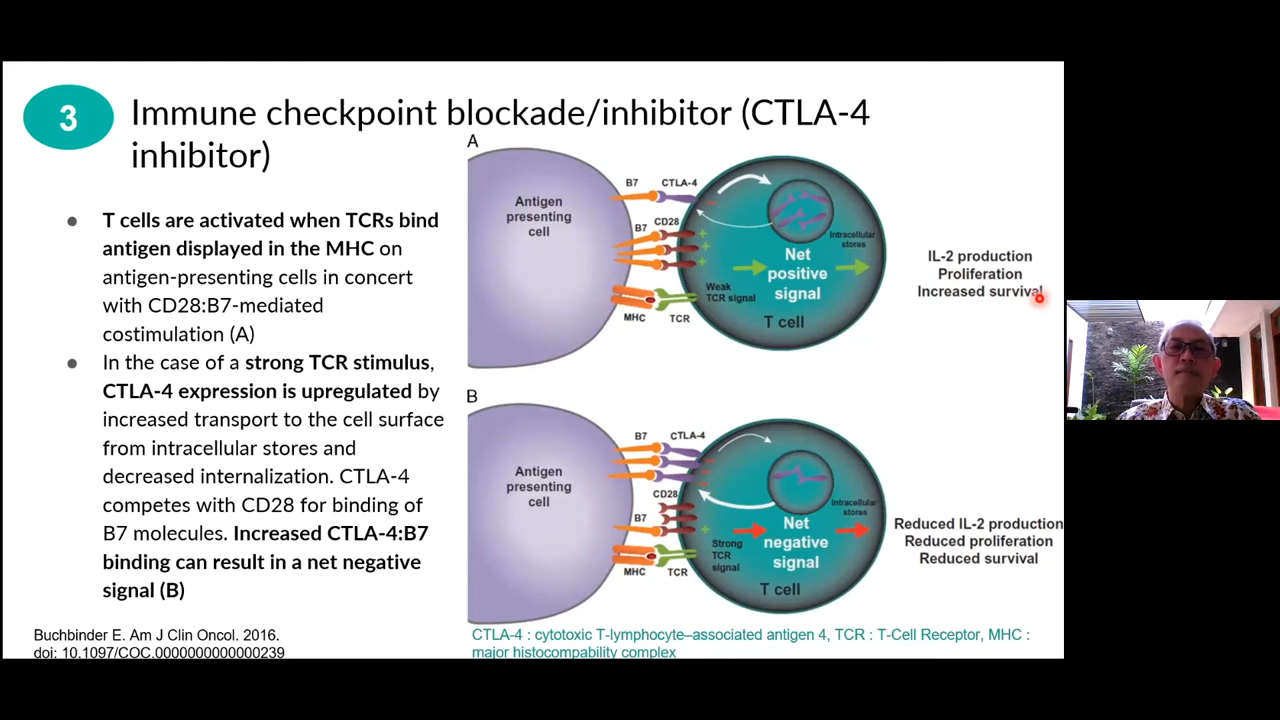 3
Immune checkpoint blockade/inhibitor (CTLA-4
inhibitor)
● T cells are activated when TCRs bind
antigen displayed in the MHC on
antigen-presenting cells in concert
with CD28:B7-mediated
costimulation (A)
● In the case of a strong TCR stimulus,
CTLA-4 expression is upregulated by
increased transport to the cell surface
from intracellular stores and
decreased internalization. CTLA-4
competes with CD28 for binding of
B7 molecules. Increased CTLA-4:B7
binding can result in a net negative
signal (B)
Buchbinder E. Am J Clin Oncol. 2016.
doi: 10.1097/COC.0000000000000239
A
Antigen
presenting
cell
B7 CTLA-4
B7 CD28
+
+
+
MHC TCR
Weak
TCR signal
Intracellular
stores
Net
positive
signal
T cell
IL-2 production
Proliferation
Increased survival
B
Antigen
presenting
cell
B7 CTLA-4
CD28
B7
+
MHC TCR
Strong
TCR
signal
Intracellular
stores
Net
negative
signal
T cell
Reduced IL-2 production
Reduced proliferation
Reduced survival
CTLA-4 : cytotoxic T-lymphocyte–associated antigen 4, TCR : T-Cell Receptor, MHC :
major histocompability complex